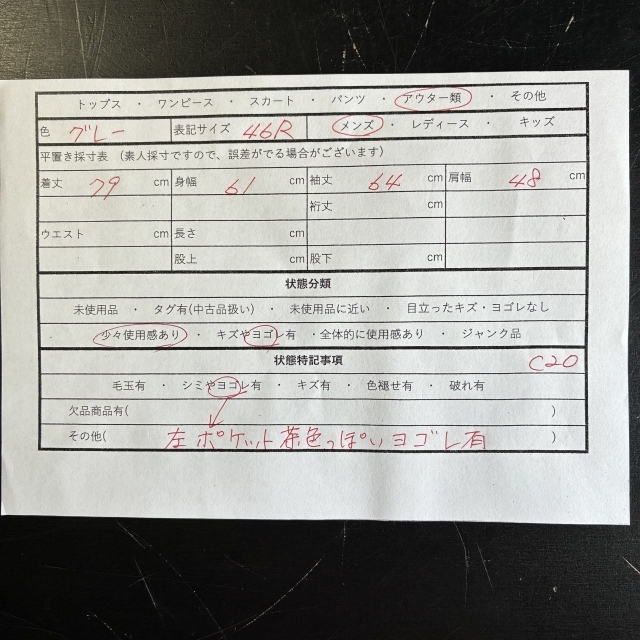 トップス ・ ワンピース ・ スカート ・ パンツ ・ アウター類 ・ その他
色 グレー 表記サイズ 46R メンズ ・ レディース ・ キッズ
平置き採寸表 （素人採寸ですので、誤差がでる場合がございます）
着丈 79 cm 身幅 61 cm 袖丈 64 cm 肩幅 48 cm
裄丈 cm
ウエスト cm 長さ cm
股上 cm 股下 cm
状態分類
未使用品 ・ タグ有(中古品扱い) ・ 未使用品に近い ・ 目立ったキズ・ヨゴレなし
少々使用感あり ・ キズやヨゴレ有 ・全体的に使用感あり ・ ジャンク品
状態特記事項 C20
毛玉有 ・ シミやヨゴレ有 ・ キズ有 ・ 色褪せ有 ・ 破れ有
欠品商品有( )
その他( 左ポケット茶色っぽいヨゴレ有 )